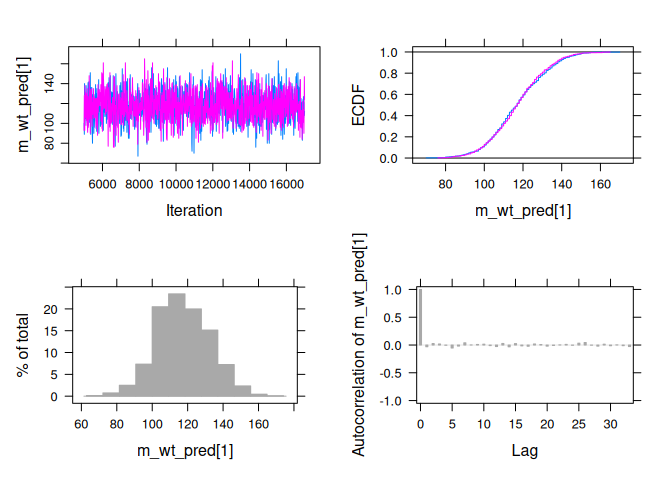 m_wt_pred[1]
80 100 140
6000 8000 10000 12000 14000 16000
Iteration
ECDF
1.0
0.8
0.6
0.4
0.2
0.0
80 100 120 140 160
m_wt_pred[1]
% of total
20
15
10
5
0
60 80 100 120 140 160
m_wt_pred[1]
Autocorrelation of m_wt_pred[1]
1.0
0.5
0.0
-0.5
-1.0
0 5 10 15 20 25 30
Lag